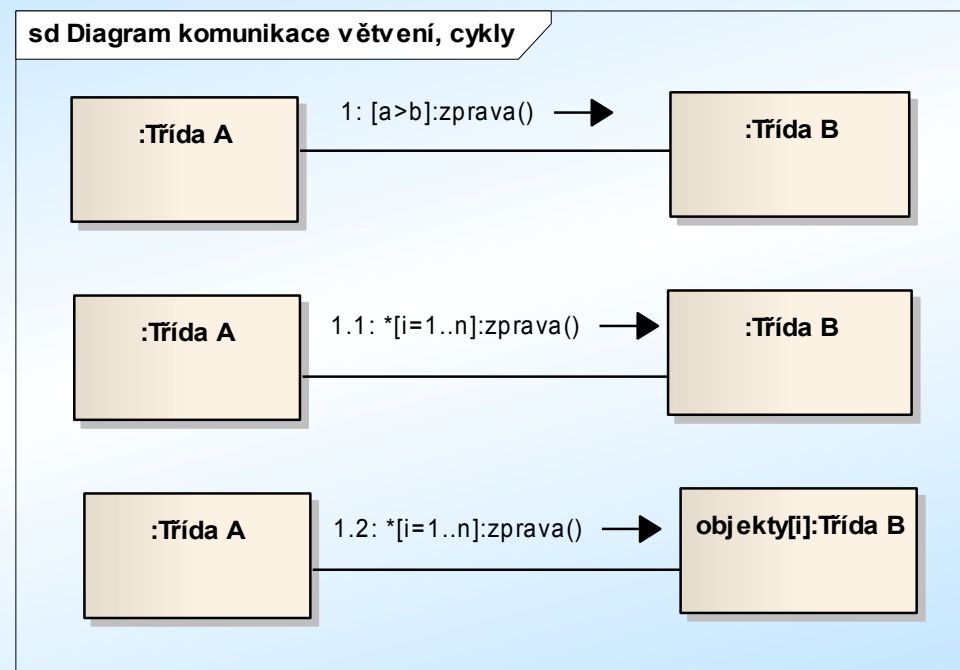 sd Diagram komunikace větvení, cykly
:Třída A
1: [a>b]:zprava()
:Třída B
:Třída A
1.1: *[i=1..n]:zprava()
:Třída B
:Třída A
1.2: *[i=1..n]:zprava()
objekty[i]:Třída B